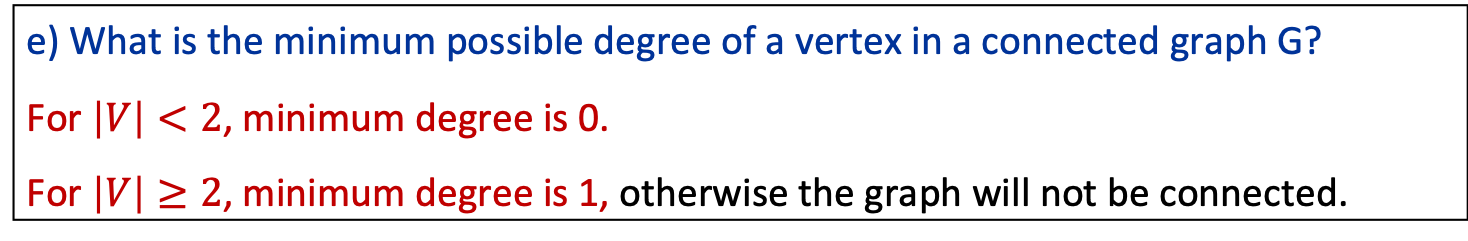 e) What is the minimum possible degree of a vertex in a connected graph G?
For |𝑉| < 2, minimum degree is 0.
For |𝑉| ≥ 2, minimum degree is 1, otherwise the graph will not be connected.